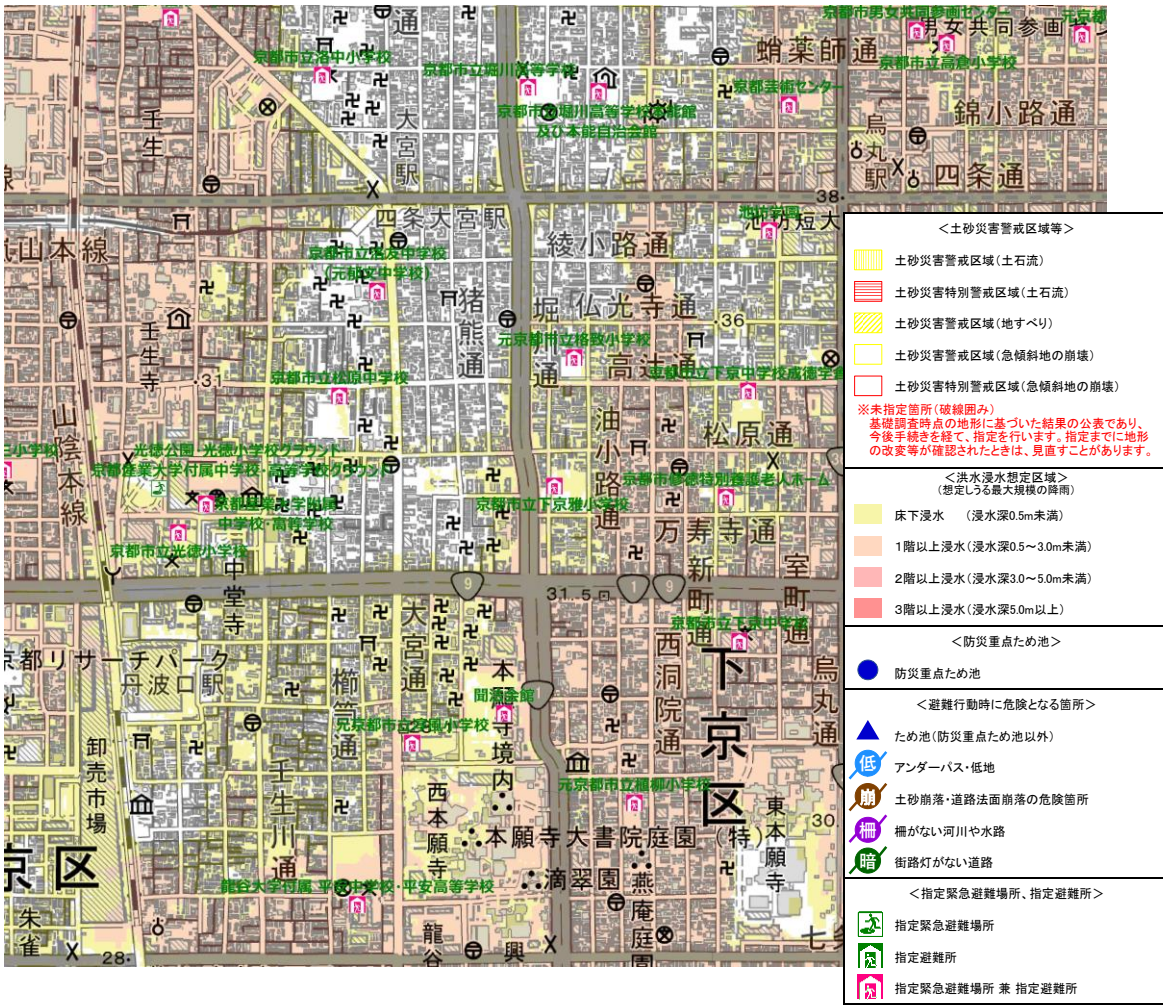 通
京都市男女共同参画センター
男女共同参画
元京都
蛸薬師通
京都市立洛中小学校
京都市立堀川高等学校
京都市立高倉小学校
京都芸術センター
錦小路通
及び本能自治会館
壬生
大宮駅
烏丸駅
四条通
38
四条大宮駅
池坊短大
嵐山本線
綾小路通
京都市立洛友中学校
(元郁文中学校)
猪熊通
堀川通
仏光寺通
36
壬生寺
元京都市立格致小学校
高辻通
31
京都市立松原中学校
京都市立下京中学校成徳学舎
山陰本線
油小路通
松原通
光徳公園・光徳小学校グラウンド
京都産業大学付属中学校・高等学校グラウンド
京都市修徳特別養護老人ホーム
京都産業大学附属
中学校・高等学校
京都市立下京雅小学校
万寿寺通
京都市立光徳小学校
中堂寺
新町通
室町通
9
31.5
1
9
京都市立下京中学校
京都リサーチパーク
丹波口駅
大宮通
櫛笥通
西洞院通
下京区
烏丸通
本願寺境内
聞法会館
元京都市立淳風小学校
28
卸売市場
壬生川通
元京都市立植柳小学校
西本願寺
東本願寺
30
本願寺大書院庭園(特)
滴翠園
燕庵庭園
京区
龍谷大学付属 平安中学校・平安高等学校
朱雀
28
龍谷
興
七条
<土砂災害警戒区域等>
土砂災害警戒区域(土石流)
土砂災害特別警戒区域(土石流)
土砂災害警戒区域(地すべり)
土砂災害警戒区域(急傾斜地の崩壊)
土砂災害特別警戒区域(急傾斜地の崩壊)
※未指定箇所(破線囲み)
基礎調査時点の地形に基づいた結果の公表であり、
今後手続きを経て、指定を行います。指定までに地形
の改変等が確認されたときは、見直すことがあります。
<洪水浸水想定区域>
(想定しうる最大規模の降雨)
床下浸水 (浸水深0.5m未満)
1階以上浸水(浸水深0.5～3.0m未満)
2階以上浸水(浸水深3.0～5.0m未満)
3階以上浸水(浸水深5.0m以上)
<防災重点ため池>
防災重点ため池
<避難行動時に危険となる箇所>
ため池(防災重点ため池以外)
低 アンダーパス・低地
崩 土砂崩落・道路法面崩落の危険箇所
柵 柵がない河川や水路
暗 街路灯がない道路
<指定緊急避難場所、指定避難所>
指定緊急避難場所
指定避難所
指定緊急避難場所 兼 指定避難所